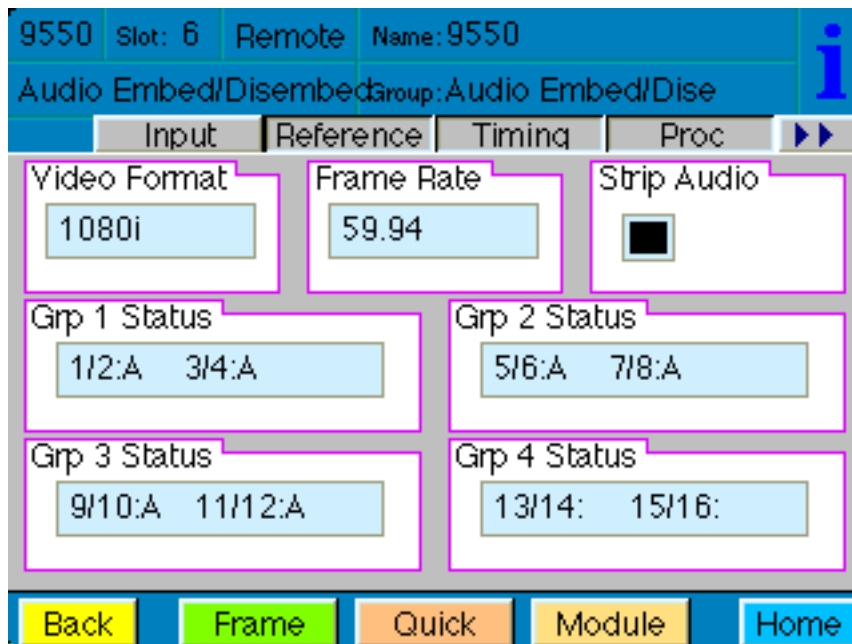 9550 Slot: 6 Remote Name:9550
Audio Embed/Disembed Group:Audio Embed/Dise
i
Input Reference Timing Proc
Video Format Frame Rate Strip Audio
1080i 59.94
Grp 1 Status Grp 2 Status
1/2:A 3/4:A 5/6:A 7/8:A
Grp 3 Status Grp 4 Status
9/10:A 11/12:A 13/14: 15/16:
Back Frame Quick Module Home